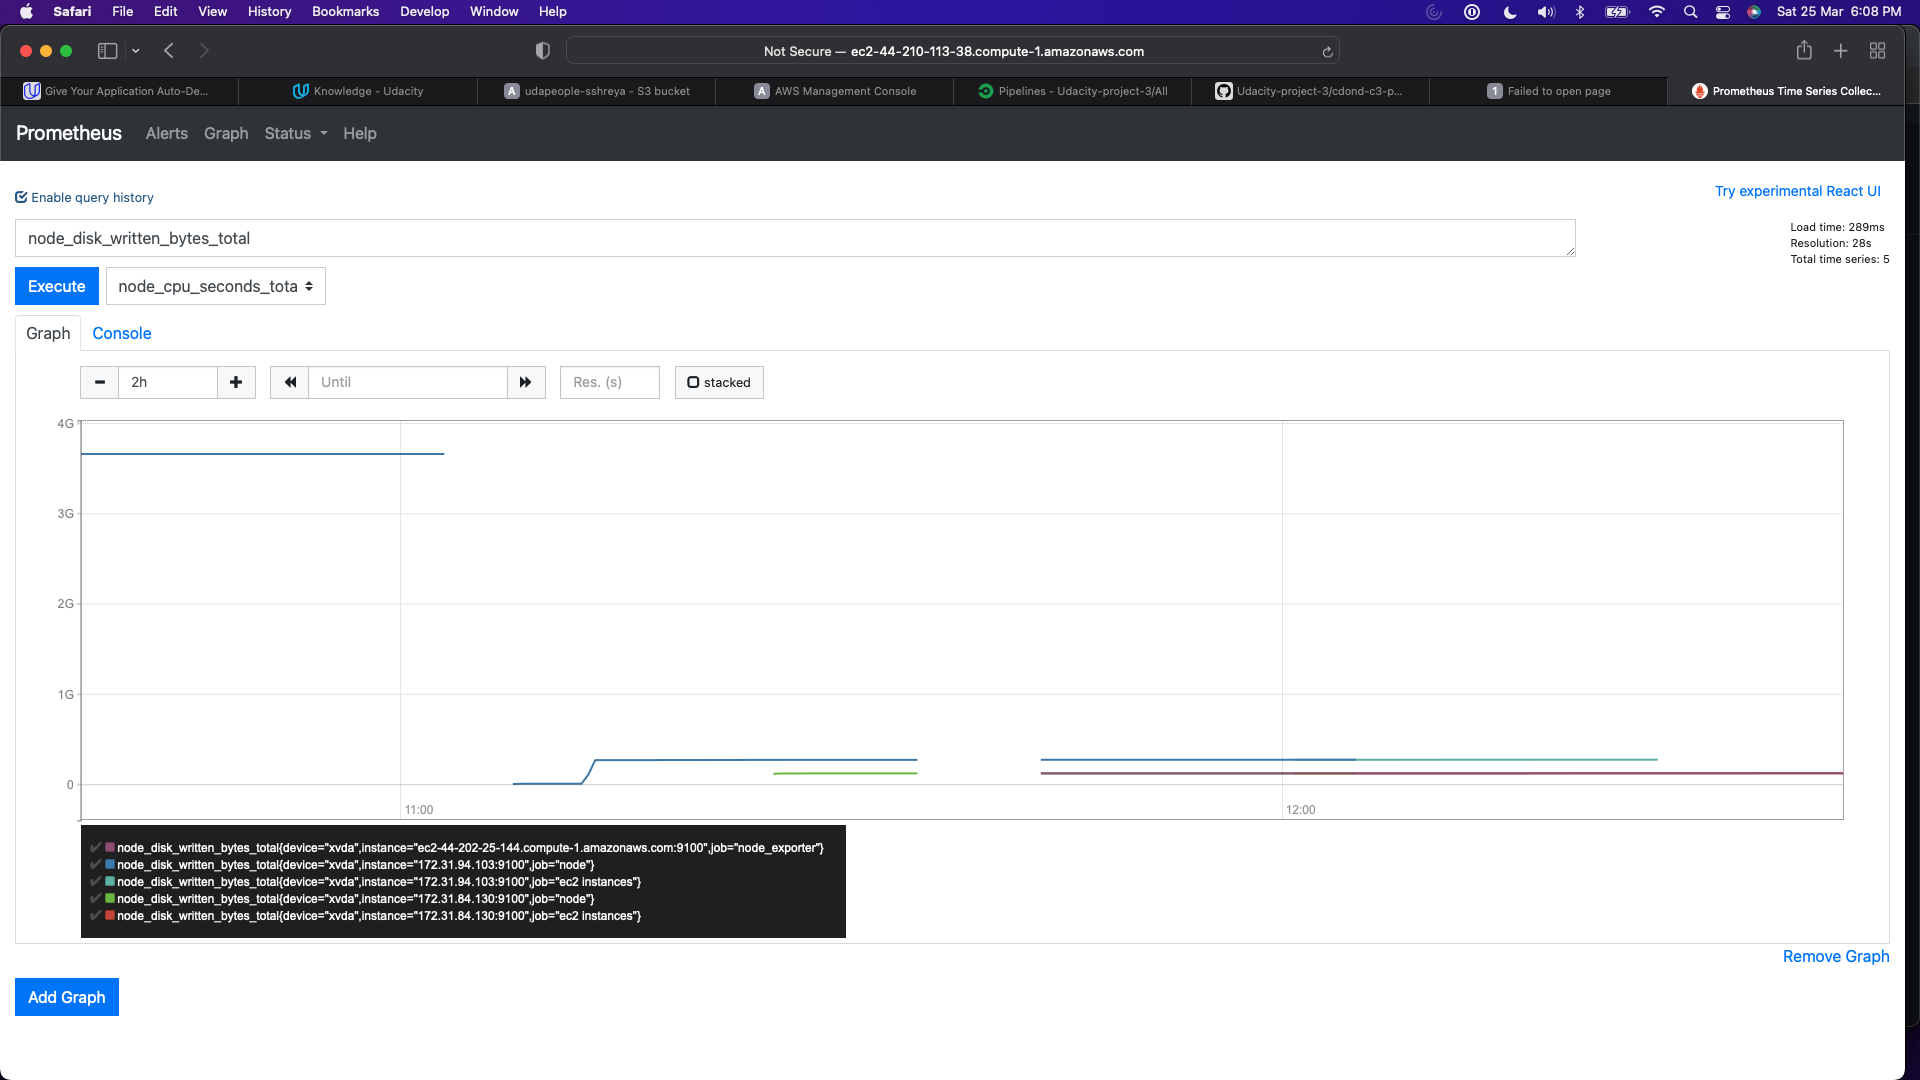 Safari File Edit View History Bookmarks Develop Window Help Sat 25 Mar 6:08 PM
Not Secure — ec2-44-210-113-38.compute-1.amazonaws.com
Give Your Application Auto-De... Knowledge - Udacity A udapeople-sshreya - S3 bucket A AWS Management Console Pipelines - Udacity-project-3/All Udacity-project-3/cdond-c3-p... 1 Failed to open page Prometheus Time Series Collec...
Prometheus Alerts Graph Status Help
Enable query history
Try experimental React UI
node_disk_written_bytes_total
Load time: 289ms
Resolution: 28s
Total time series: 5
Execute node_cpu_seconds_tota
Graph Console
2h Until Res. (s) stacked
4G
3G
2G
1G
0
11:00 12:00
node_disk_written_bytes_total{device="xvda",instance="ec2-44-202-25-144.compute-1.amazonaws.com:9100",job="node_exporter"}
node_disk_written_bytes_total{device="xvda",instance="172.31.94.103:9100",job="node"}
node_disk_written_bytes_total{device="xvda",instance="172.31.94.103:9100",job="ec2 instances"}
node_disk_written_bytes_total{device="xvda",instance="172.31.84.130:9100",job="node"}
node_disk_written_bytes_total{device="xvda",instance="172.31.84.130:9100",job="ec2 instances"}
Remove Graph
Add Graph